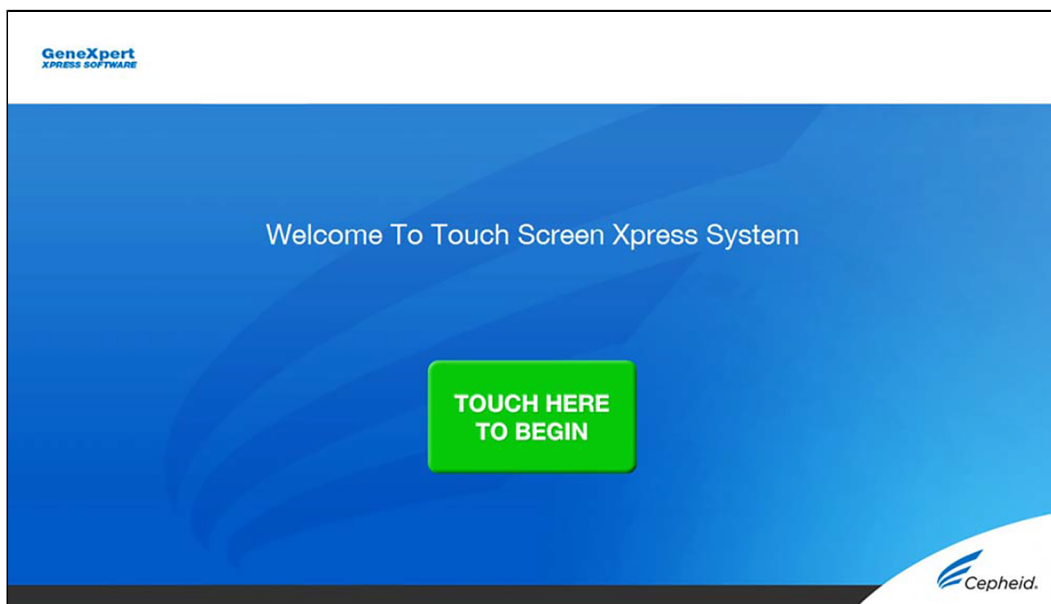 GeneXpert
XPRESS SOFTWARE
Welcome To Touch Screen Xpress System
TOUCH HERE
TO BEGIN
Cepheid.